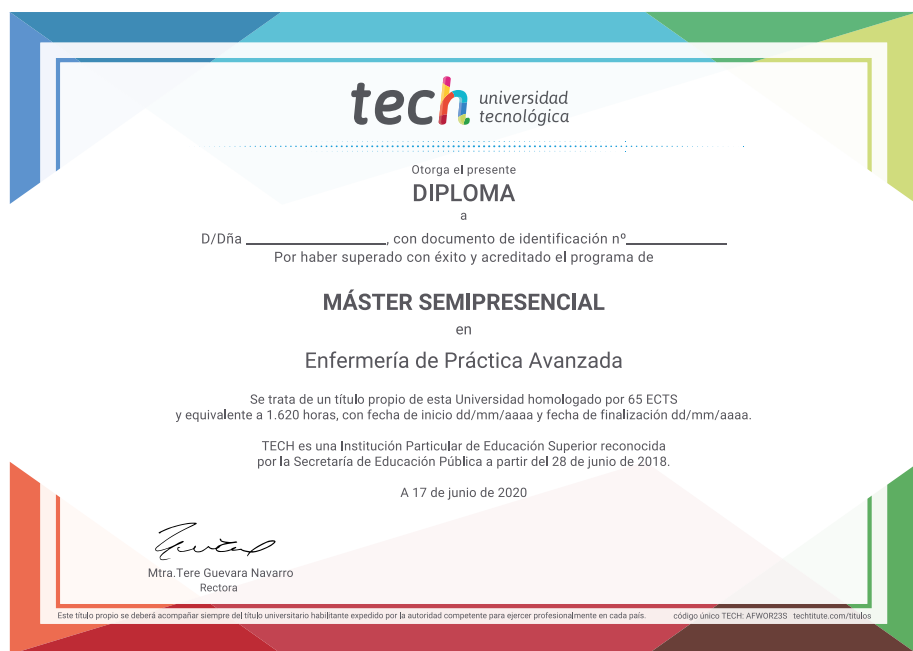 tech universidad
tecnológica
Otorga el presente
DIPLOMA
a
D/Dña ________________, con documento de identificación nº____________
Por haber superado con éxito y acreditado el programa de
MÁSTER SEMIPRESENCIAL
en
Enfermería de Práctica Avanzada
Se trata de un título propio de esta Universidad homologado por 65 ECTS
y equivalente a 1.620 horas, con fecha de inicio dd/mm/aaaa y fecha de finalización dd/mm/aaaa.
TECH es una Institución Particular de Educación Superior reconocida
por la Secretaría de Educación Pública a partir del 28 de junio de 2018.
A 17 de junio de 2020
Mtra.Tere Guevara Navarro
Rectora
Este título propio se deberá acompañar siempre del título universitario habilitante expedido por la autoridad competente para ejercer profesionalmente en cada país. código único TECH: AFWOR23S techtitute.com/titulos